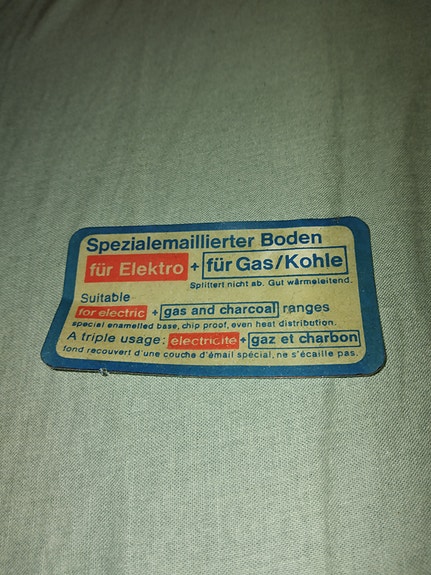 Spezialemaillierter Boden
für Elektro + für Gas/Kohle
Splittert nicht ab. Gut wärmeleitend.
Suitable
for electric + gas and charcoal ranges
special enamelled base, chip proof, even heat distribution.
A triple usage: électricité + gaz et charbon
fond recouvert d'une couche d'émail spécial, ne s'écaille pas.